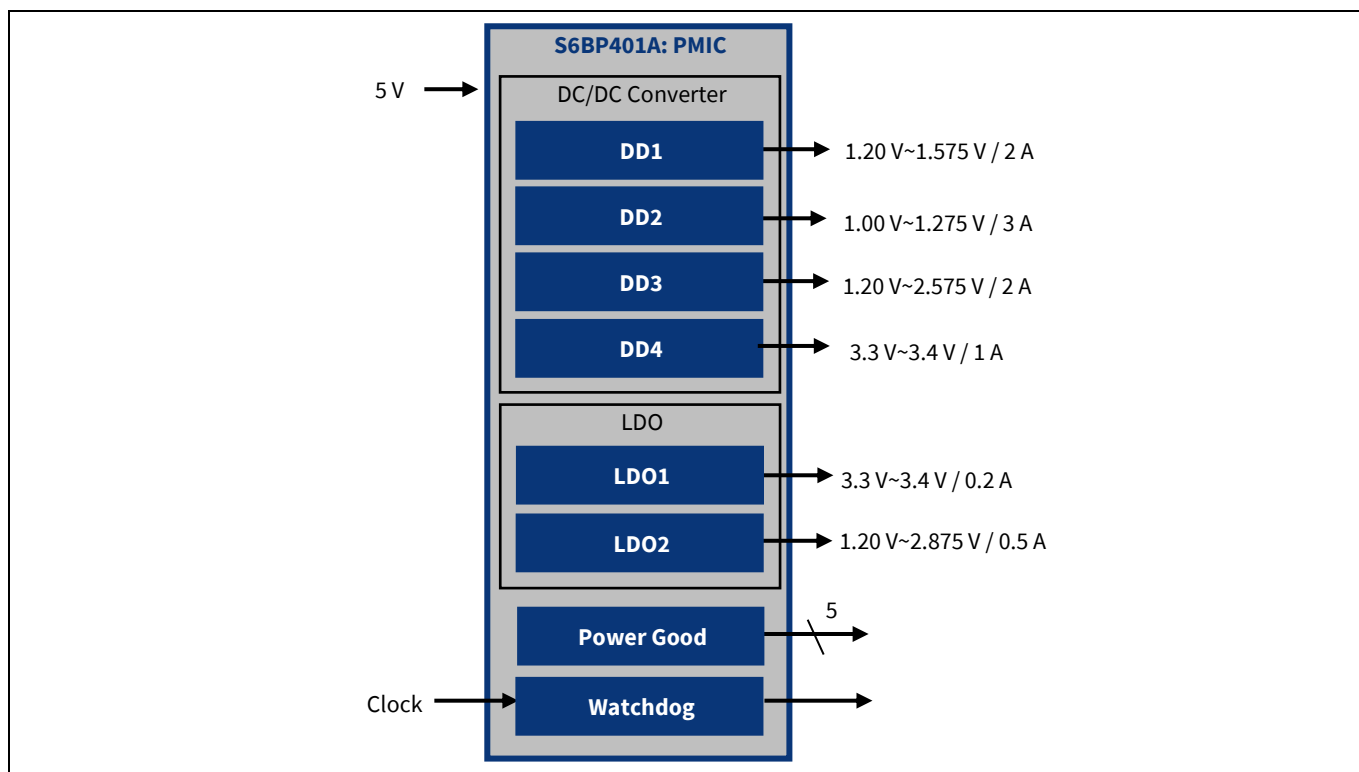 S6BP401A: PMIC
5 V
DC/DC Converter
DD1
1.20 V~1.575 V / 2 A
DD2
1.00 V~1.275 V / 3 A
DD3
1.20 V~2.575 V / 2 A
DD4
3.3 V~3.4 V / 1 A
LDO
LDO1
3.3 V~3.4 V / 0.2 A
LDO2
1.20 V~2.875 V / 0.5 A
5
Power Good
Clock
Watchdog